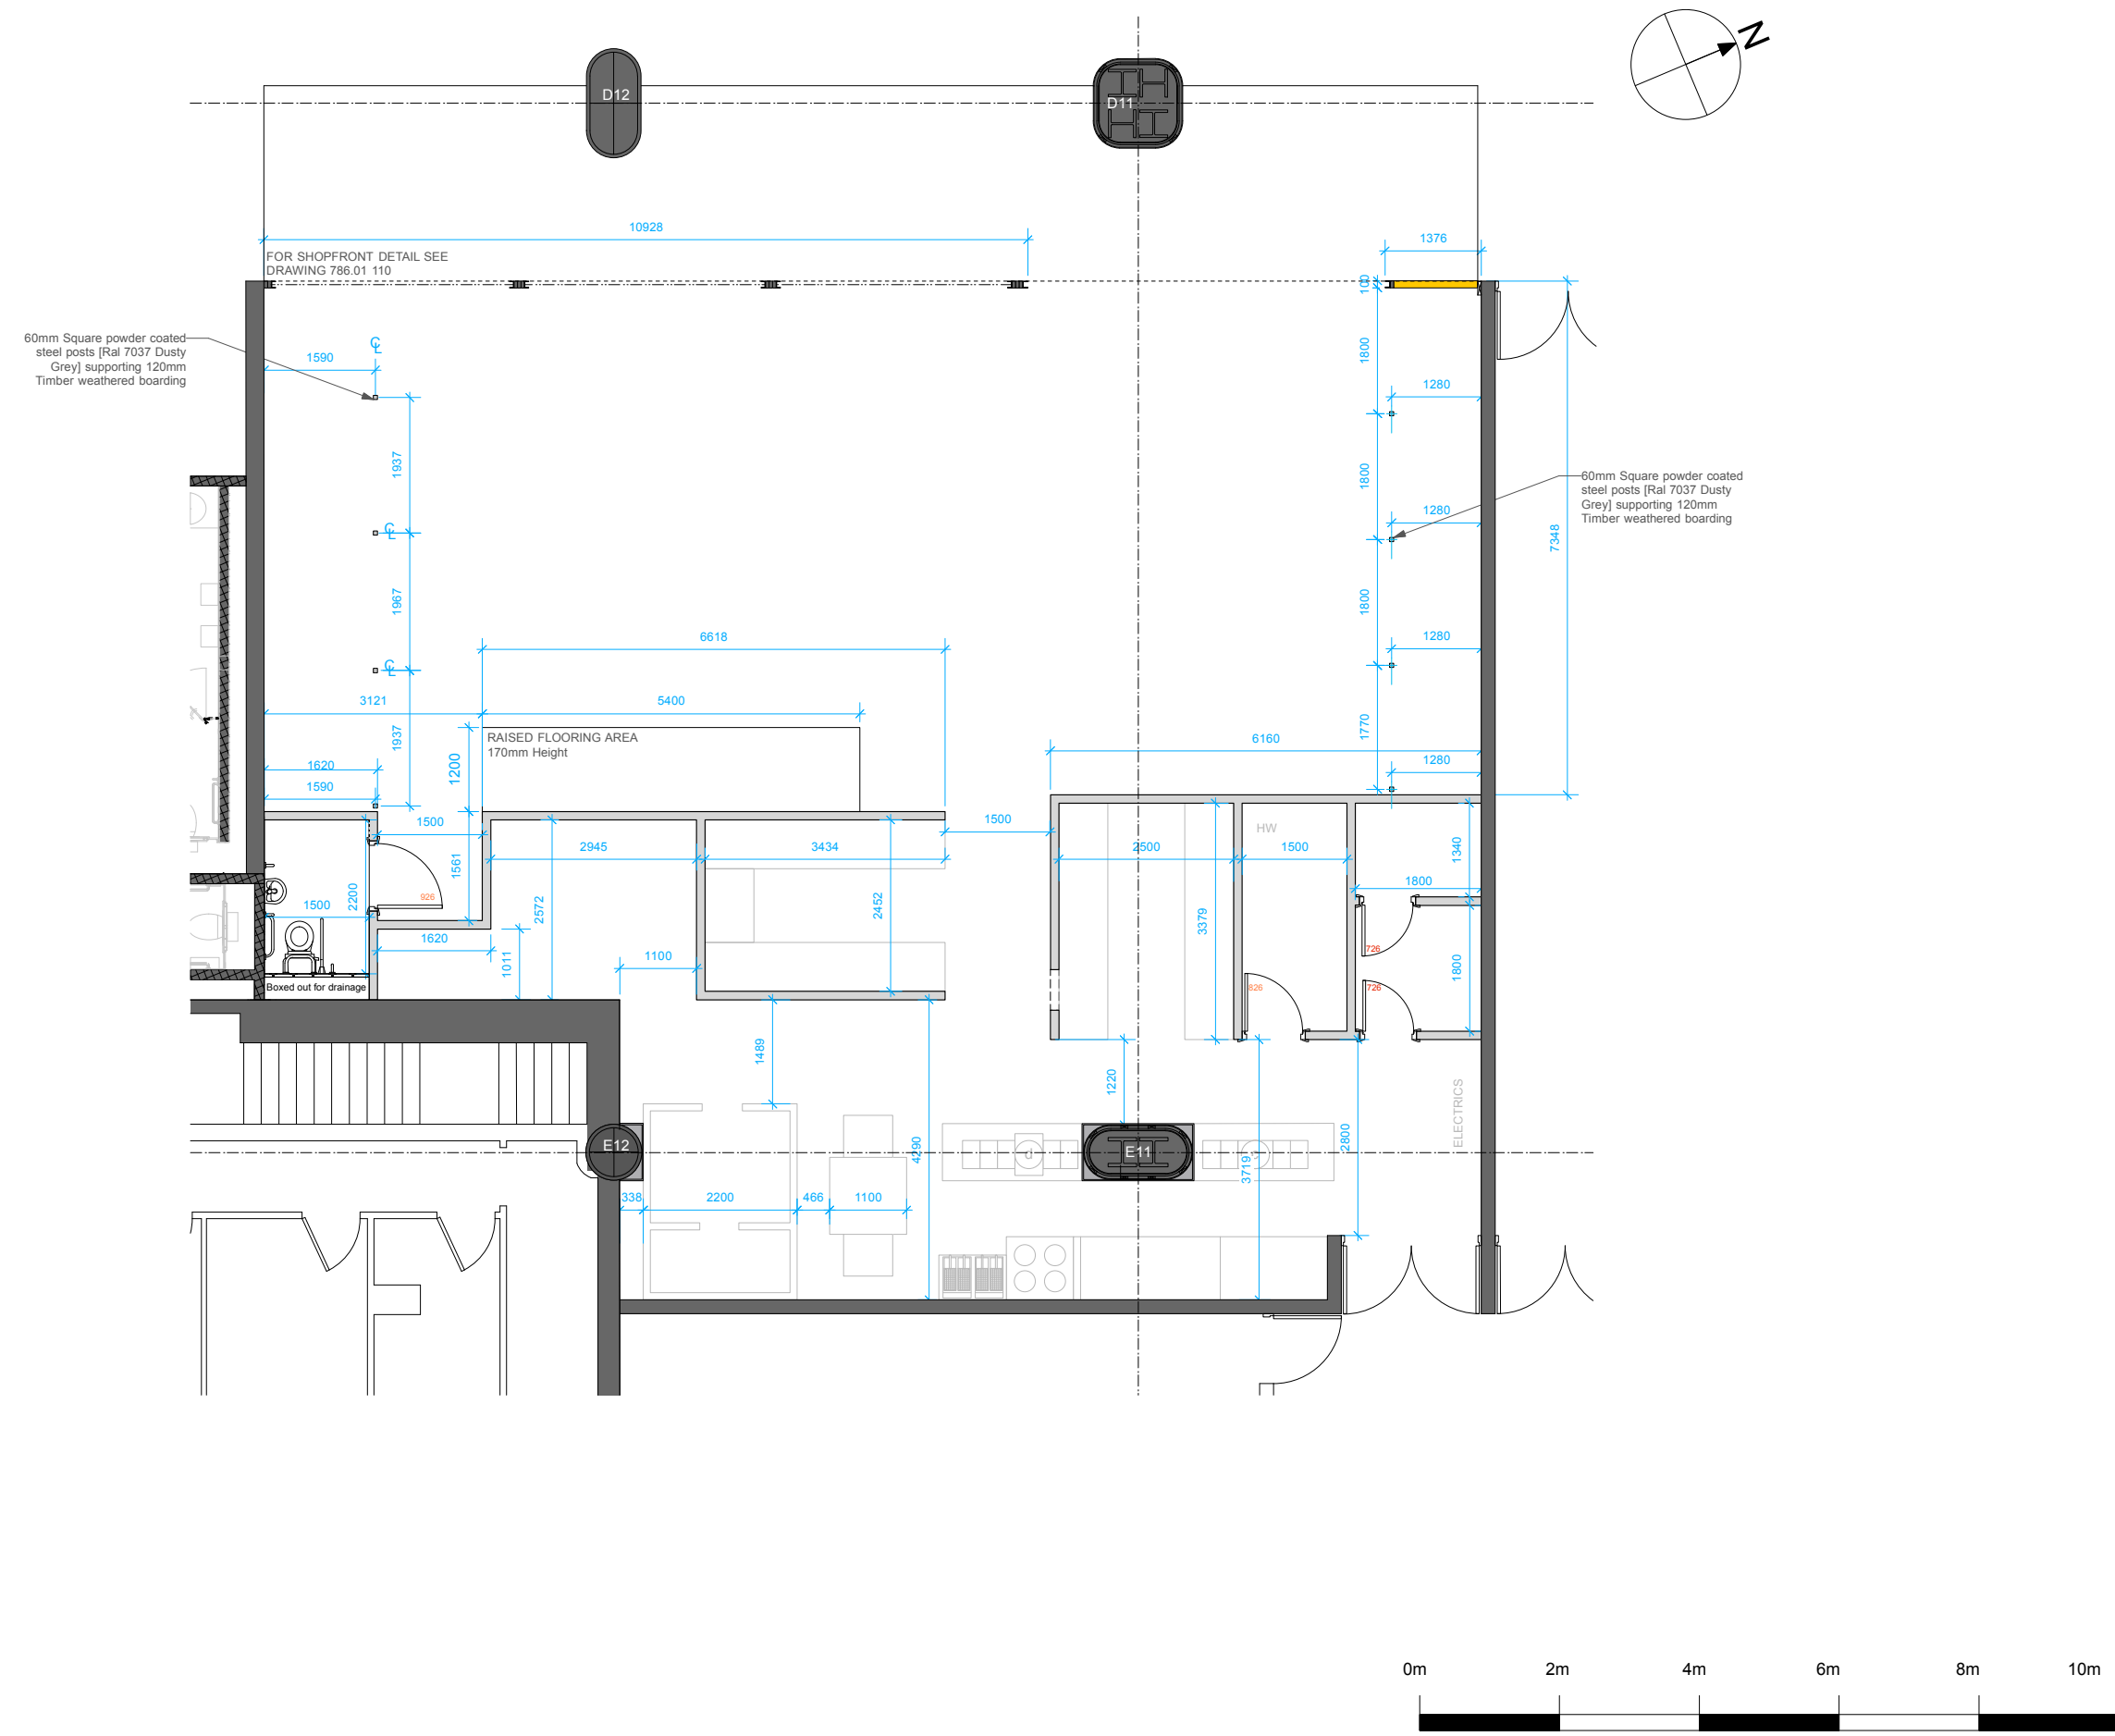 N
D12
D11
10928
1376
FOR SHOPFRONT DETAIL SEE
DRAWING 786.01 110
60mm Square powder coated
steel posts [Ral 7037 Dusty
Grey] supporting 120mm
Timber weathered boarding
1590
1800
1280
1937
1800
1280
60mm Square powder coated
steel posts [Ral 7037 Dusty
Grey] supporting 120mm
Timber weathered boarding
7348
1967
1800
1280
6618
3121
5400
1937
1770
RAISED FLOORING AREA
170mm Height
6160
1200
1620
1280
1590
1500
1500
HW
2945
3434
2500
1500
1340
1561
1800
926
2200
1500
2572
2452
3379
1620
1011
1100
726
1800
826
726
Boxed out for drainage
1489
1220
ELECTRICS
E12
E11
4290
2800
3719
338
2200
466
1100
0m
2m
4m
6m
8m
10m